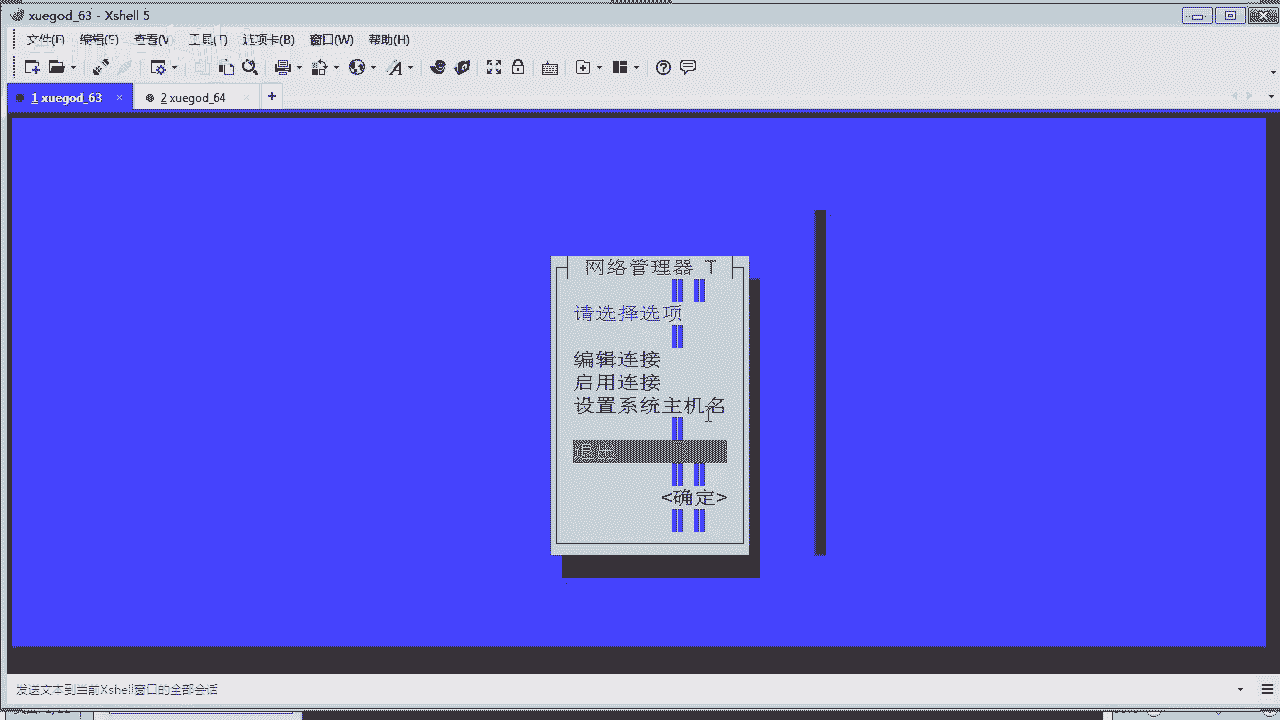 xuegod_63 - Xshell 5
文件(F) 编辑(E) 查看(V) 工具(T) 选项卡(B) 窗口(W) 帮助(H)
1 xuegod_63 × 2 xuegod_64 × +
网络管理器 T
请选择选项
编辑连接
启用连接
设置系统主机名
退出
<确定>
发送文本到当前Xshell窗口的全部会话